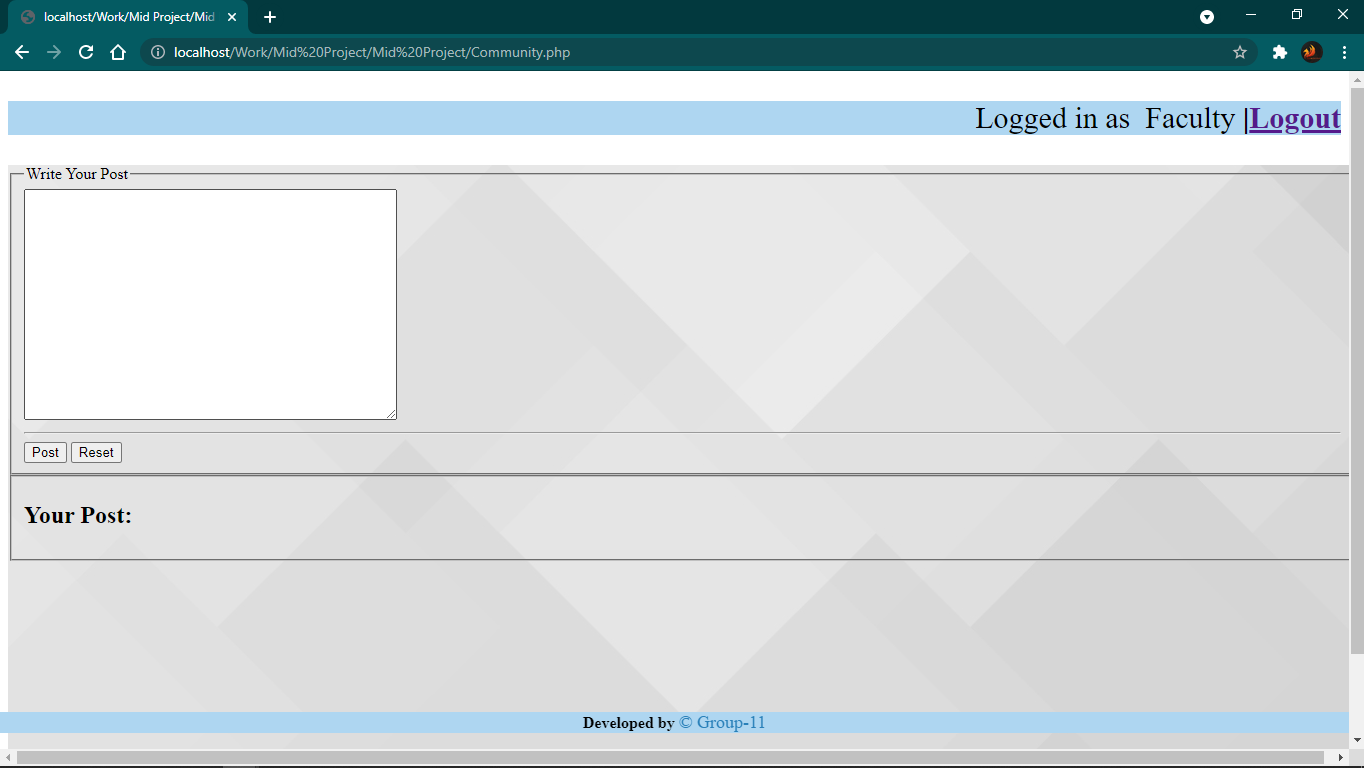 localhost/Work/Mid Project/Mid
localhost/Work/Mid%20Project/Mid%20Project/Community.php
Logged in as  Faculty |Logout
Write Your Post
Post Reset
Your Post:
Developed by © Group-11